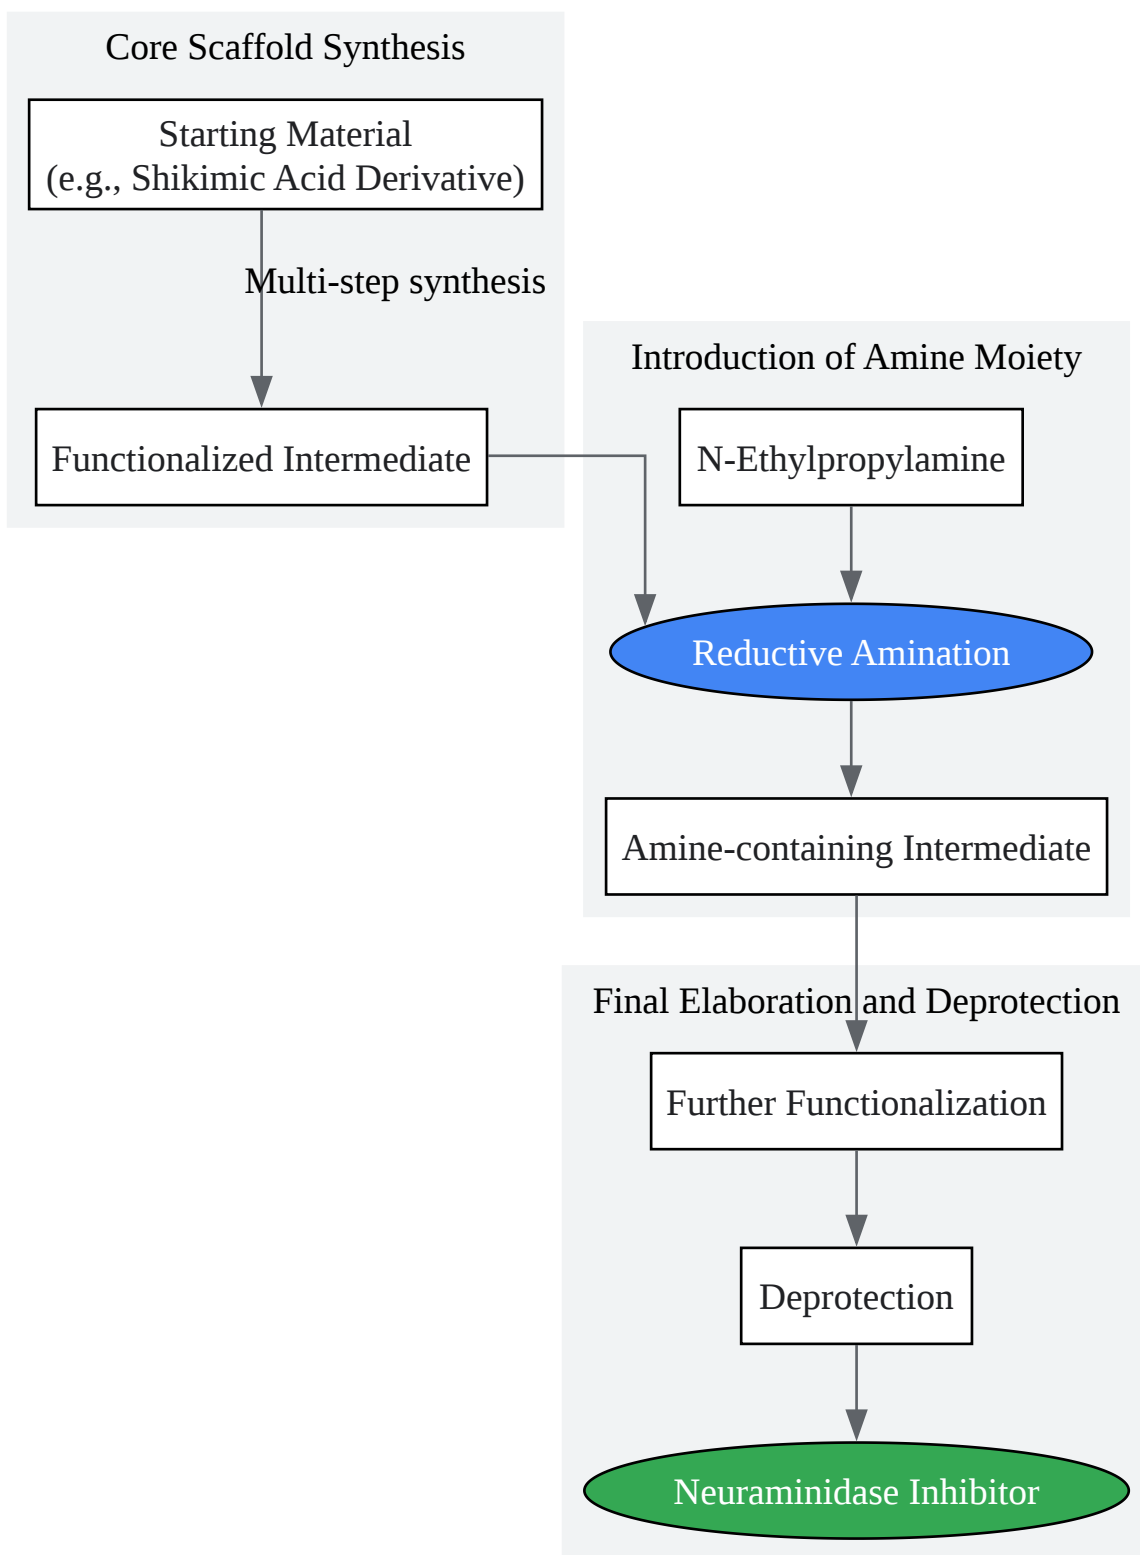 Core Scaffold Synthesis
Starting Material
(e.g., Shikimic Acid Derivative)
Multi-step synthesis
Functionalized Intermediate
Introduction of Amine Moiety
N-Ethylpropylamine
Reductive Amination
Amine-containing Intermediate
Final Elaboration and Deprotection
Further Functionalization
Deprotection
Neuraminidase Inhibitor